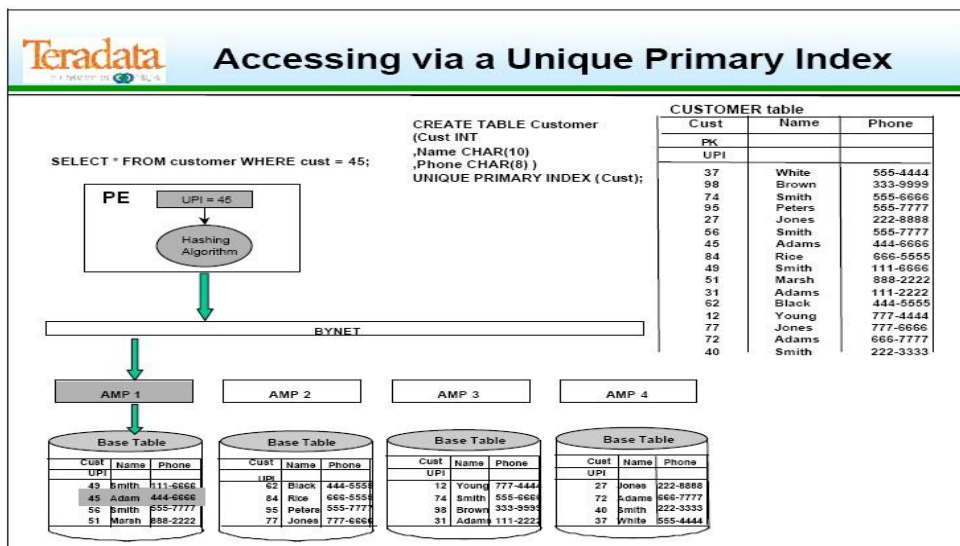 Teradata
Accessing via a Unique Primary Index
SELECT * FROM customer WHERE cust = 45;
CREATE TABLE Customer
(Cust INT
,Name CHAR(10)
,Phone CHAR(8) )
UNIQUE PRIMARY INDEX (Cust);
CUSTOMER table
Cust Name Phone
PK
UPI
37 White 555-4444
98 Brown 333-9999
74 Smith 555-6666
95 Peters 555-7777
27 Jones 222-8888
56 Smith 555-7777
45 Adams 444-6666
84 Rice 666-5555
49 Smith 111-6666
51 Marsh 888-2222
31 Adams 111-2222
62 Black 444-5555
12 Young 777-4444
77 Jones 777-6666
72 Adams 666-7777
40 Smith 222-3333
PE
UPI = 45
Hashing
Algorithm
BYNET
AMP 1
AMP 2
AMP 3
AMP 4
Base Table
Cust Name Phone
UPI
49 Smith 111-6666
45 Adam 444-6666
56 Smith 555-7777
51 Marsh 888-2222
Base Table
Cust Name Phone
UPI
62 Black 444-5555
84 Rice 666-5555
95 Peters 555-7777
77 Jones 777-6666
Base Table
Cust Name Phone
UPI
12 Young 777-4444
74 Smith 555-6666
98 Brown 333-9999
31 Adams 111-2222
Base Table
Cust Name Phone
UPI
27 Jones 222-8888
72 Adams 666-7777
40 Smith 222-3333
37 White 555-4444